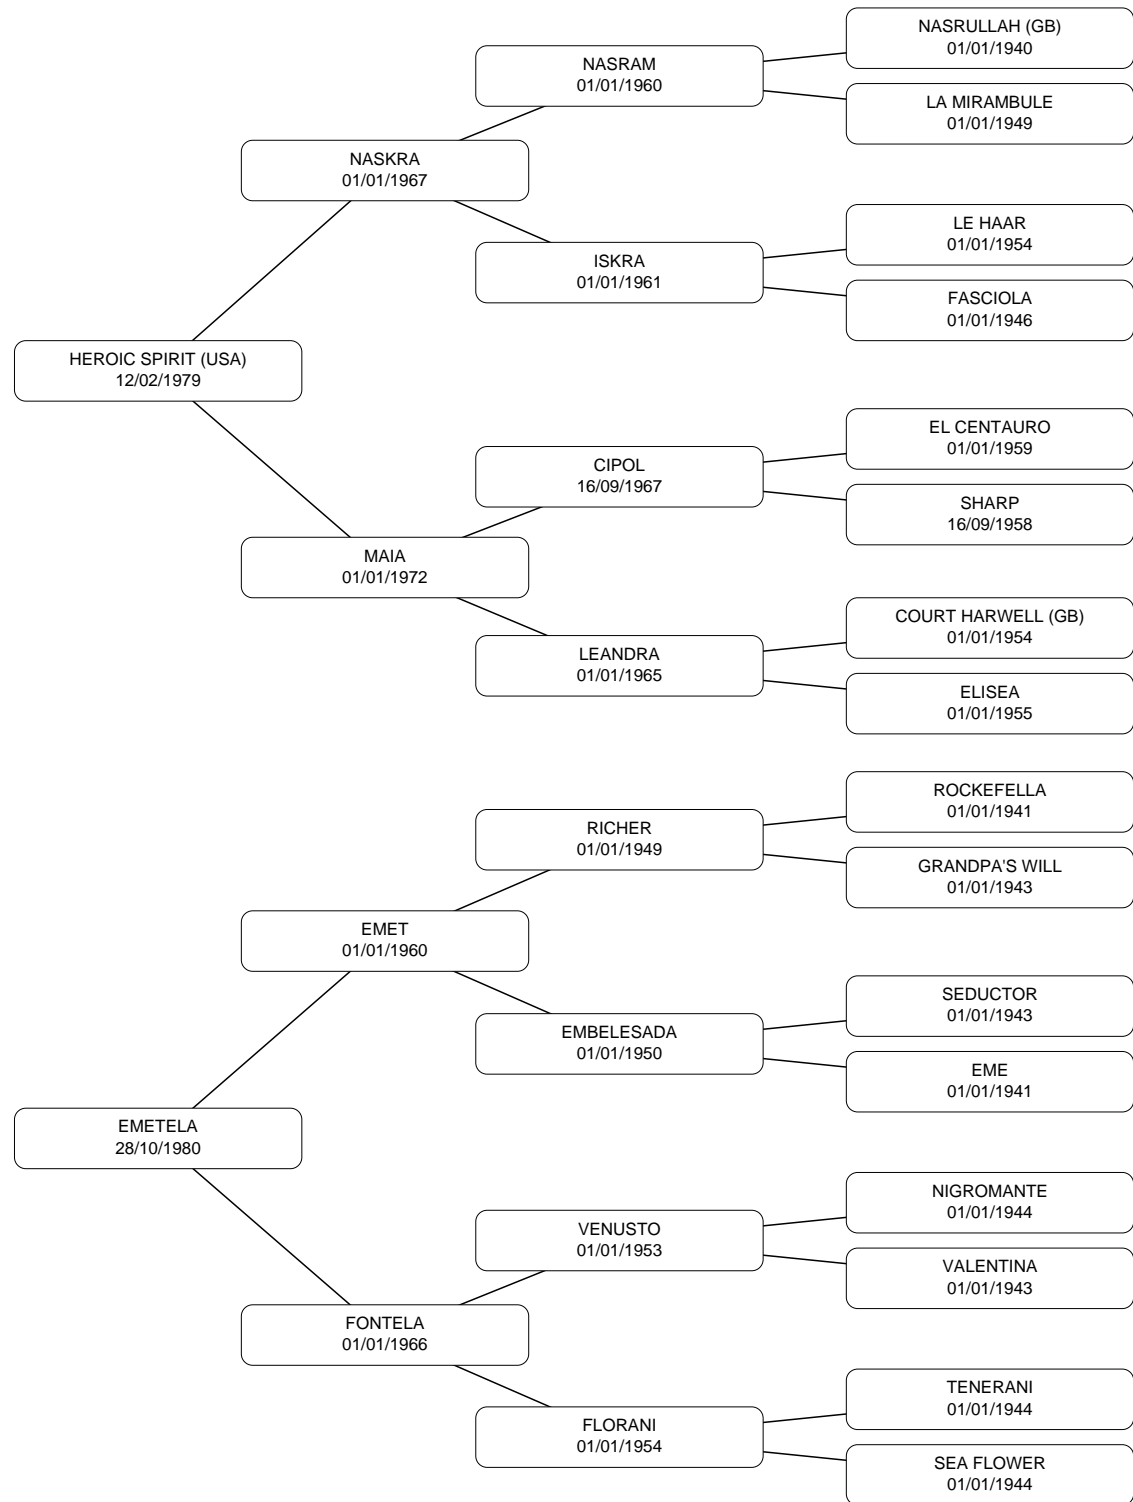 NASRULLAH (GB)
01/01/1940
NASRAM
01/01/1960
LA MIRAMBULE
01/01/1949
NASKRA
01/01/1967
LE HAAR
01/01/1954
ISKRA
01/01/1961
FASCIOLA
01/01/1946
HEROIC SPIRIT (USA)
12/02/1979
EL CENTAURO
01/01/1959
CIPOL
16/09/1967
SHARP
16/09/1958
MAIA
01/01/1972
COURT HARWELL (GB)
01/01/1954
LEANDRA
01/01/1965
ELISEA
01/01/1955
ROCKEFELLA
01/01/1941
RICHER
01/01/1949
GRANDPA'S WILL
01/01/1943
EMET
01/01/1960
SEDUCTOR
01/01/1943
EMBELESADA
01/01/1950
EME
01/01/1941
EMETELA
28/10/1980
NIGROMANTE
01/01/1944
VENUSTO
01/01/1953
VALENTINA
01/01/1943
FONTELA
01/01/1966
TENERANI
01/01/1944
FLORANI
01/01/1954
SEA FLOWER
01/01/1944